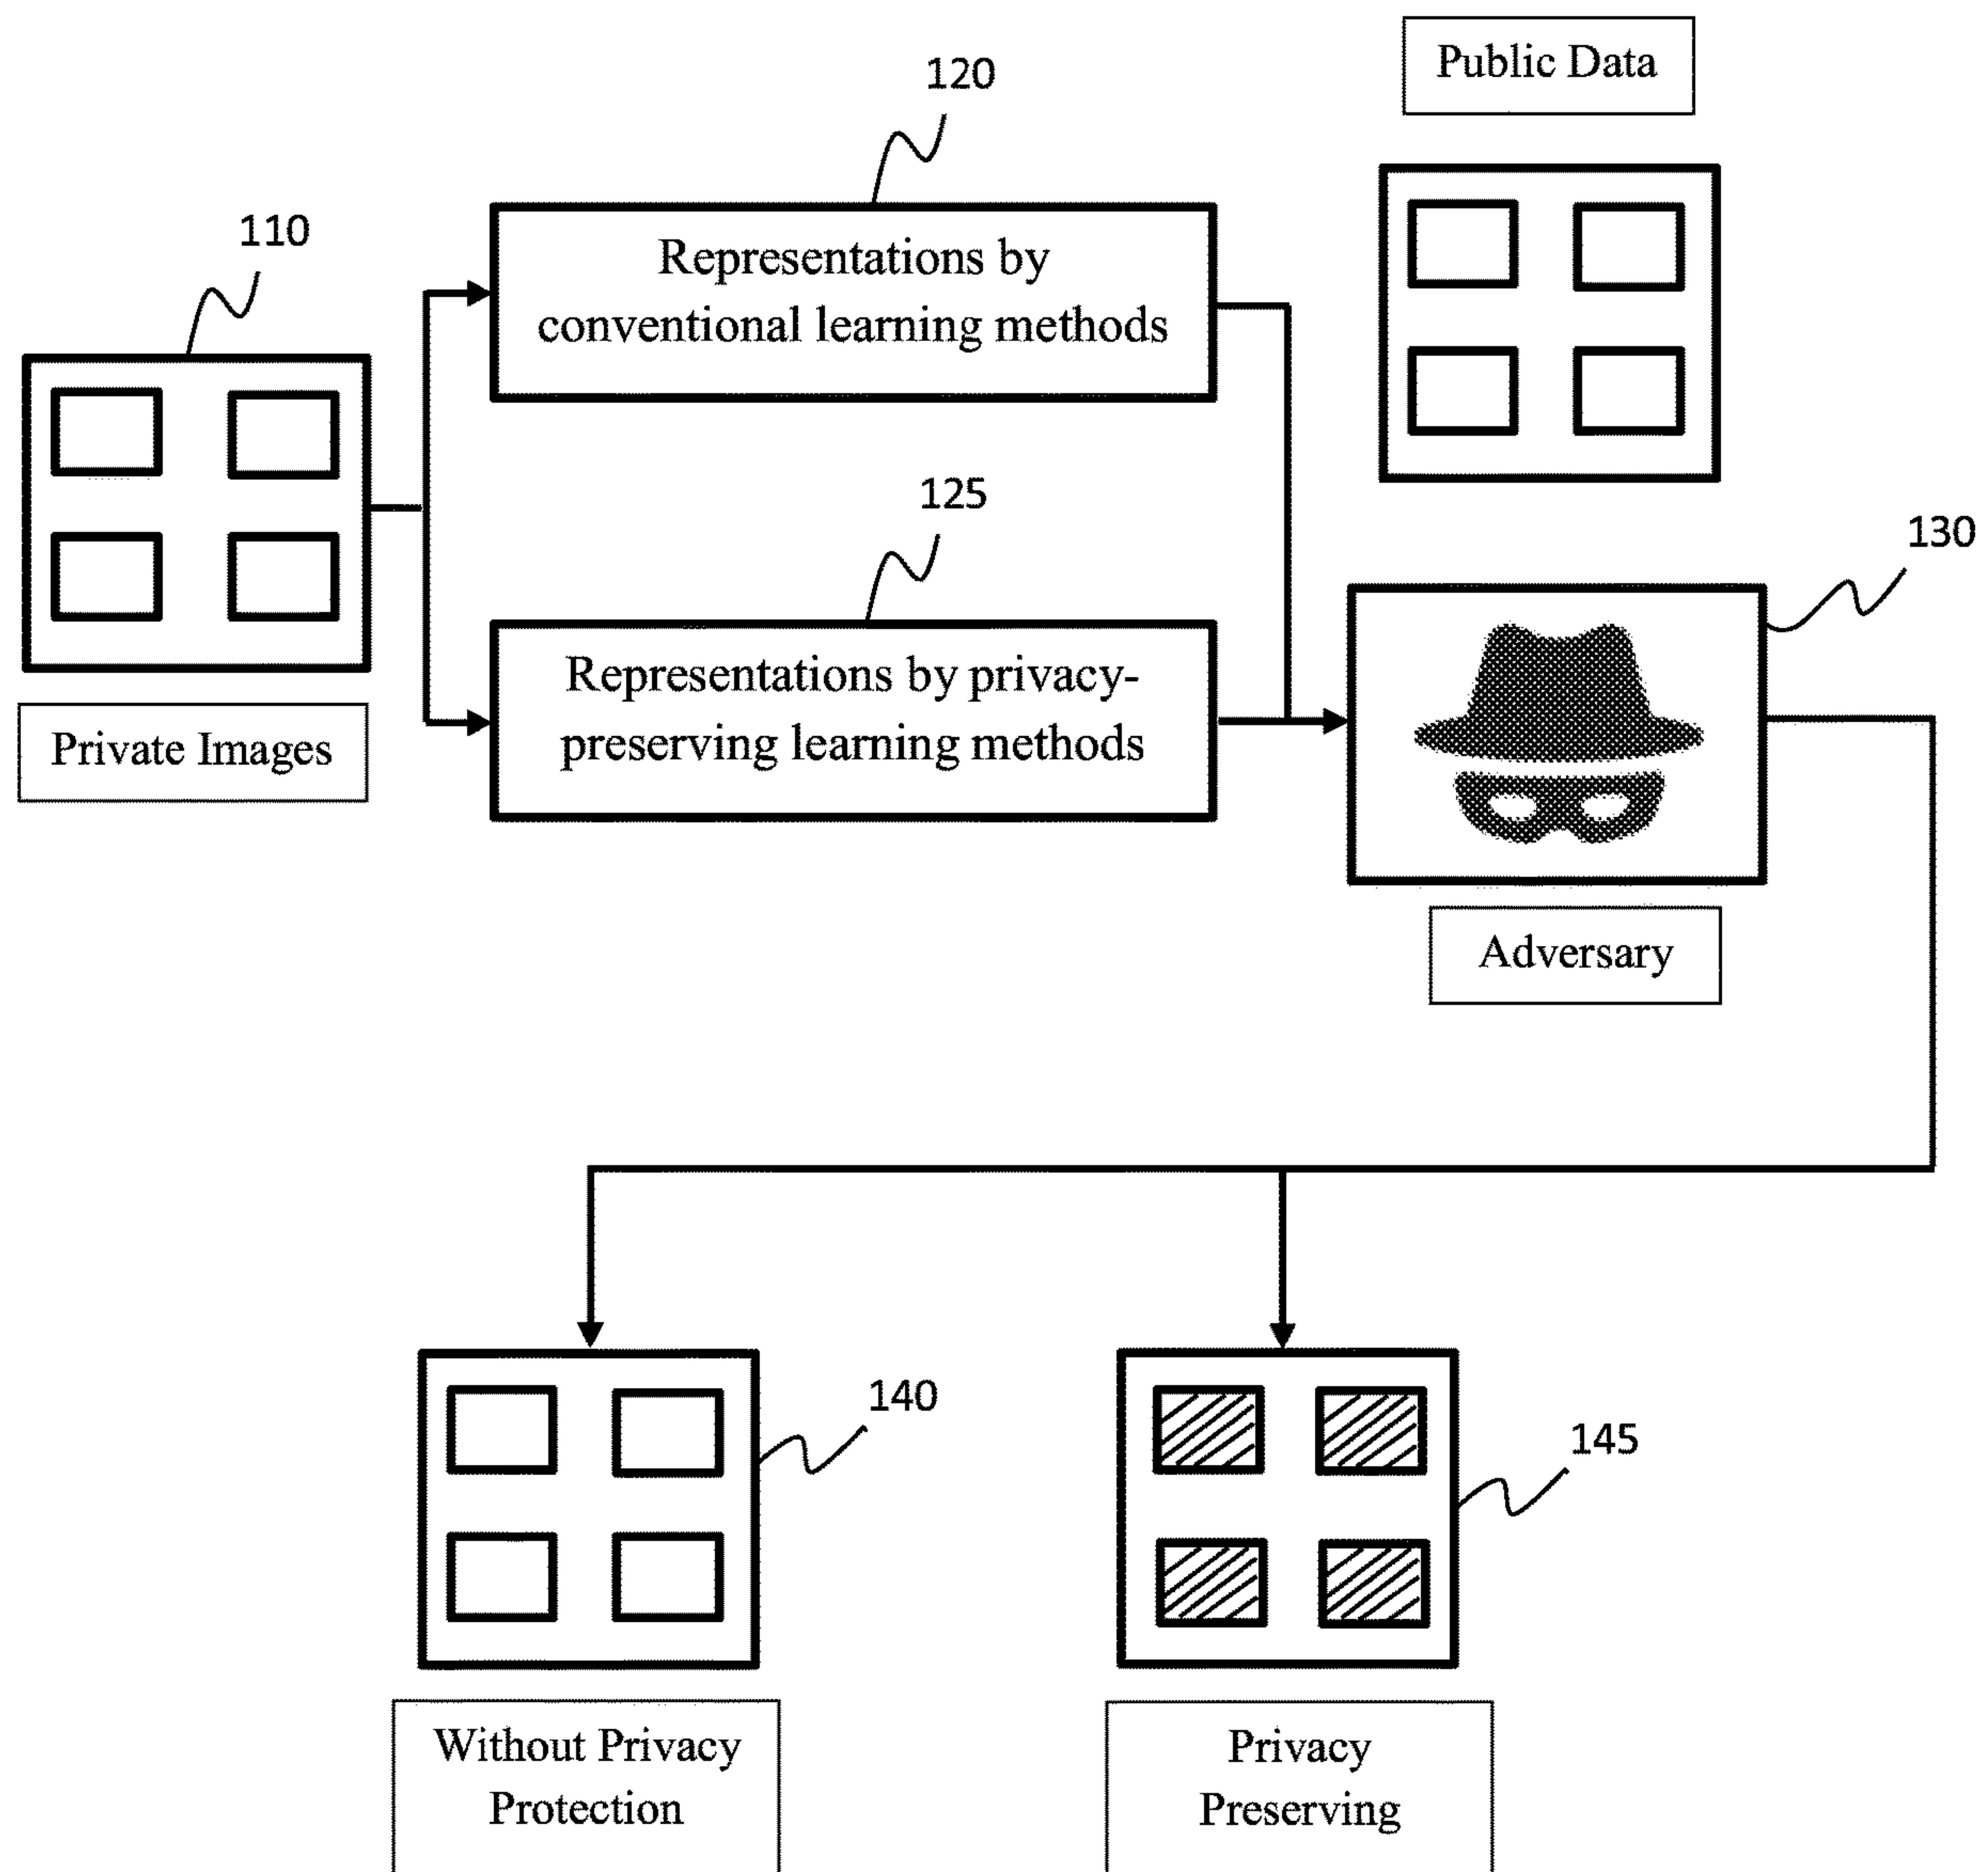 120
Public Data
110
Representations by
conventional learning methods
125
130
Private Images
Representations by privacy-
preserving learning methods
Adversary
140
145
Without Privacy
Protection
Privacy
Preserving